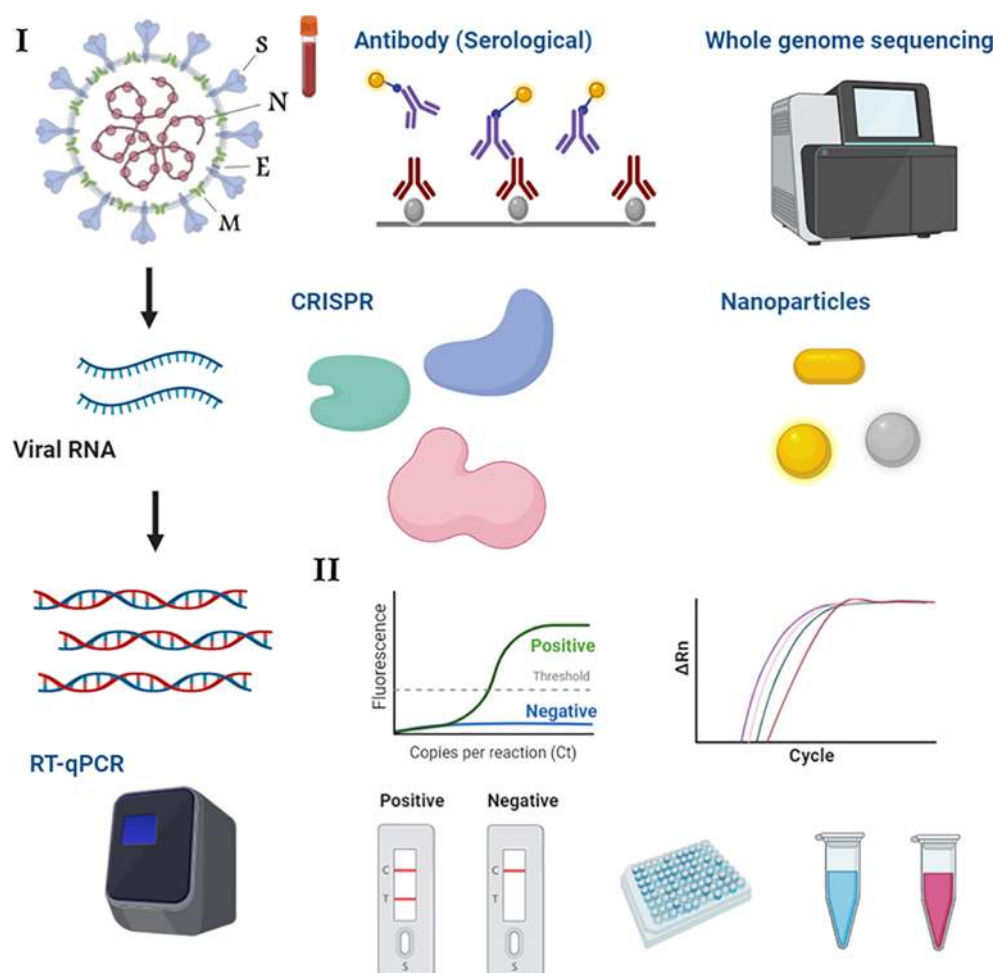 I
S
N
E
M
Antibody (Serological)
Whole genome sequencing
Viral RNA
CRISPR
Nanoparticles
RT-qPCR
II
Fluorescence
Positive
Threshold
Negative
Copies per reaction (Ct)
ΔRn
Cycle
Positive
Negative
C
T
S
C
T
S